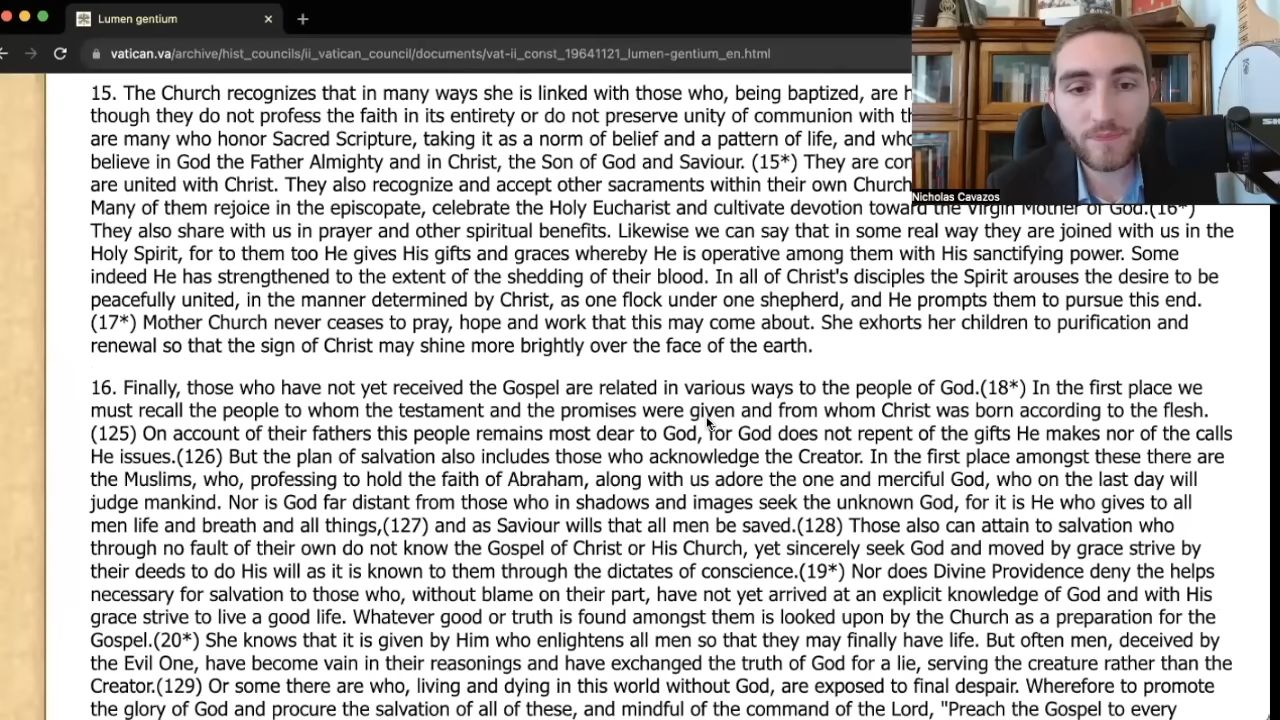 Lumen gentium
vatican.va/archive/hist_councils/ii_vatican_council/documents/vat-ii_const_19641121_lumen-gentium_en.html
15. The Church recognizes that in many ways she is linked with those who, being baptized, are h
though they do not profess the faith in its entirety or do not preserve unity of communion with th
are many who honor Sacred Scripture, taking it as a norm of belief and a pattern of life, and who
believe in God the Father Almighty and in Christ, the Son of God and Saviour. (15*) They are con
are united with Christ. They also recognize and accept other sacraments within their own Church
Nicholas Cavazos
Many of them rejoice in the episcopate, celebrate the Holy Eucharist and cultivate devotion toward the Virgin Mother of God.(16*)
They also share with us in prayer and other spiritual benefits. Likewise we can say that in some real way they are joined with us in the
Holy Spirit, for to them too He gives His gifts and graces whereby He is operative among them with His sanctifying power. Some
indeed He has strengthened to the extent of the shedding of their blood. In all of Christ's disciples the Spirit arouses the desire to be
peacefully united, in the manner determined by Christ, as one flock under one shepherd, and He prompts them to pursue this end.
(17*) Mother Church never ceases to pray, hope and work that this may come about. She exhorts her children to purification and
renewal so that the sign of Christ may shine more brightly over the face of the earth.
16. Finally, those who have not yet received the Gospel are related in various ways to the people of God.(18*) In the first place we
must recall the people to whom the testament and the promises were given and from whom Christ was born according to the flesh.
(125) On account of their fathers this people remains most dear to God, for God does not repent of the gifts He makes nor of the calls
He issues.(126) But the plan of salvation also includes those who acknowledge the Creator. In the first place amongst these there are
the Muslims, who, professing to hold the faith of Abraham, along with us adore the one and merciful God, who on the last day will
judge mankind. Nor is God far distant from those who in shadows and images seek the unknown God, for it is He who gives to all
men life and breath and all things,(127) and as Saviour wills that all men be saved.(128) Those also can attain to salvation who
through no fault of their own do not know the Gospel of Christ or His Church, yet sincerely seek God and moved by grace strive by
their deeds to do His will as it is known to them through the dictates of conscience.(19*) Nor does Divine Providence deny the helps
necessary for salvation to those who, without blame on their part, have not yet arrived at an explicit knowledge of God and with His
grace strive to live a good life. Whatever good or truth is found amongst them is looked upon by the Church as a preparation for the
Gospel.(20*) She knows that it is given by Him who enlightens all men so that they may finally have life. But often men, deceived by
the Evil One, have become vain in their reasonings and have exchanged the truth of God for a lie, serving the creature rather than the
Creator.(129) Or some there are who, living and dying in this world without God, are exposed to final despair. Wherefore to promote
the glory of God and procure the salvation of all of these, and mindful of the command of the Lord, "Preach the Gospel to every